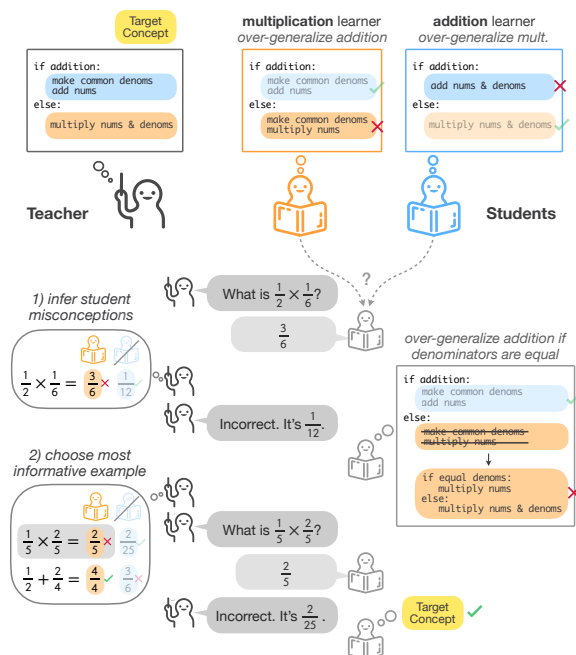 Target
Concept
if addition:
make common denoms
add nums
else:
multiply nums & denoms
Teacher
multiplication learner
over-generalize addition
if addition:
make common denoms
add nums
else:
make common denoms
multiply nums
addition learner
over-generalize mult.
if addition:
add nums & denoms
else:
multiply nums & denoms
Students
?
What is 1/2 × 1/6?
3/6
1) infer student
misconceptions
1/2 × 1/6 = 3/6 1/12
Incorrect. It's 1/12.
over-generalize addition if
denominators are equal
if addition:
make common denoms
add nums
else:
make common denoms
multiply nums
if equal denoms:
multiply nums
else:
multiply nums & denoms
2) choose most
informative example
1/5 × 2/5 = 2/5 2/25
1/2 + 2/4 = 4/4 3/6
What is 1/5 × 2/5?
2/5
Incorrect. It's 2/25.
Target
Concept